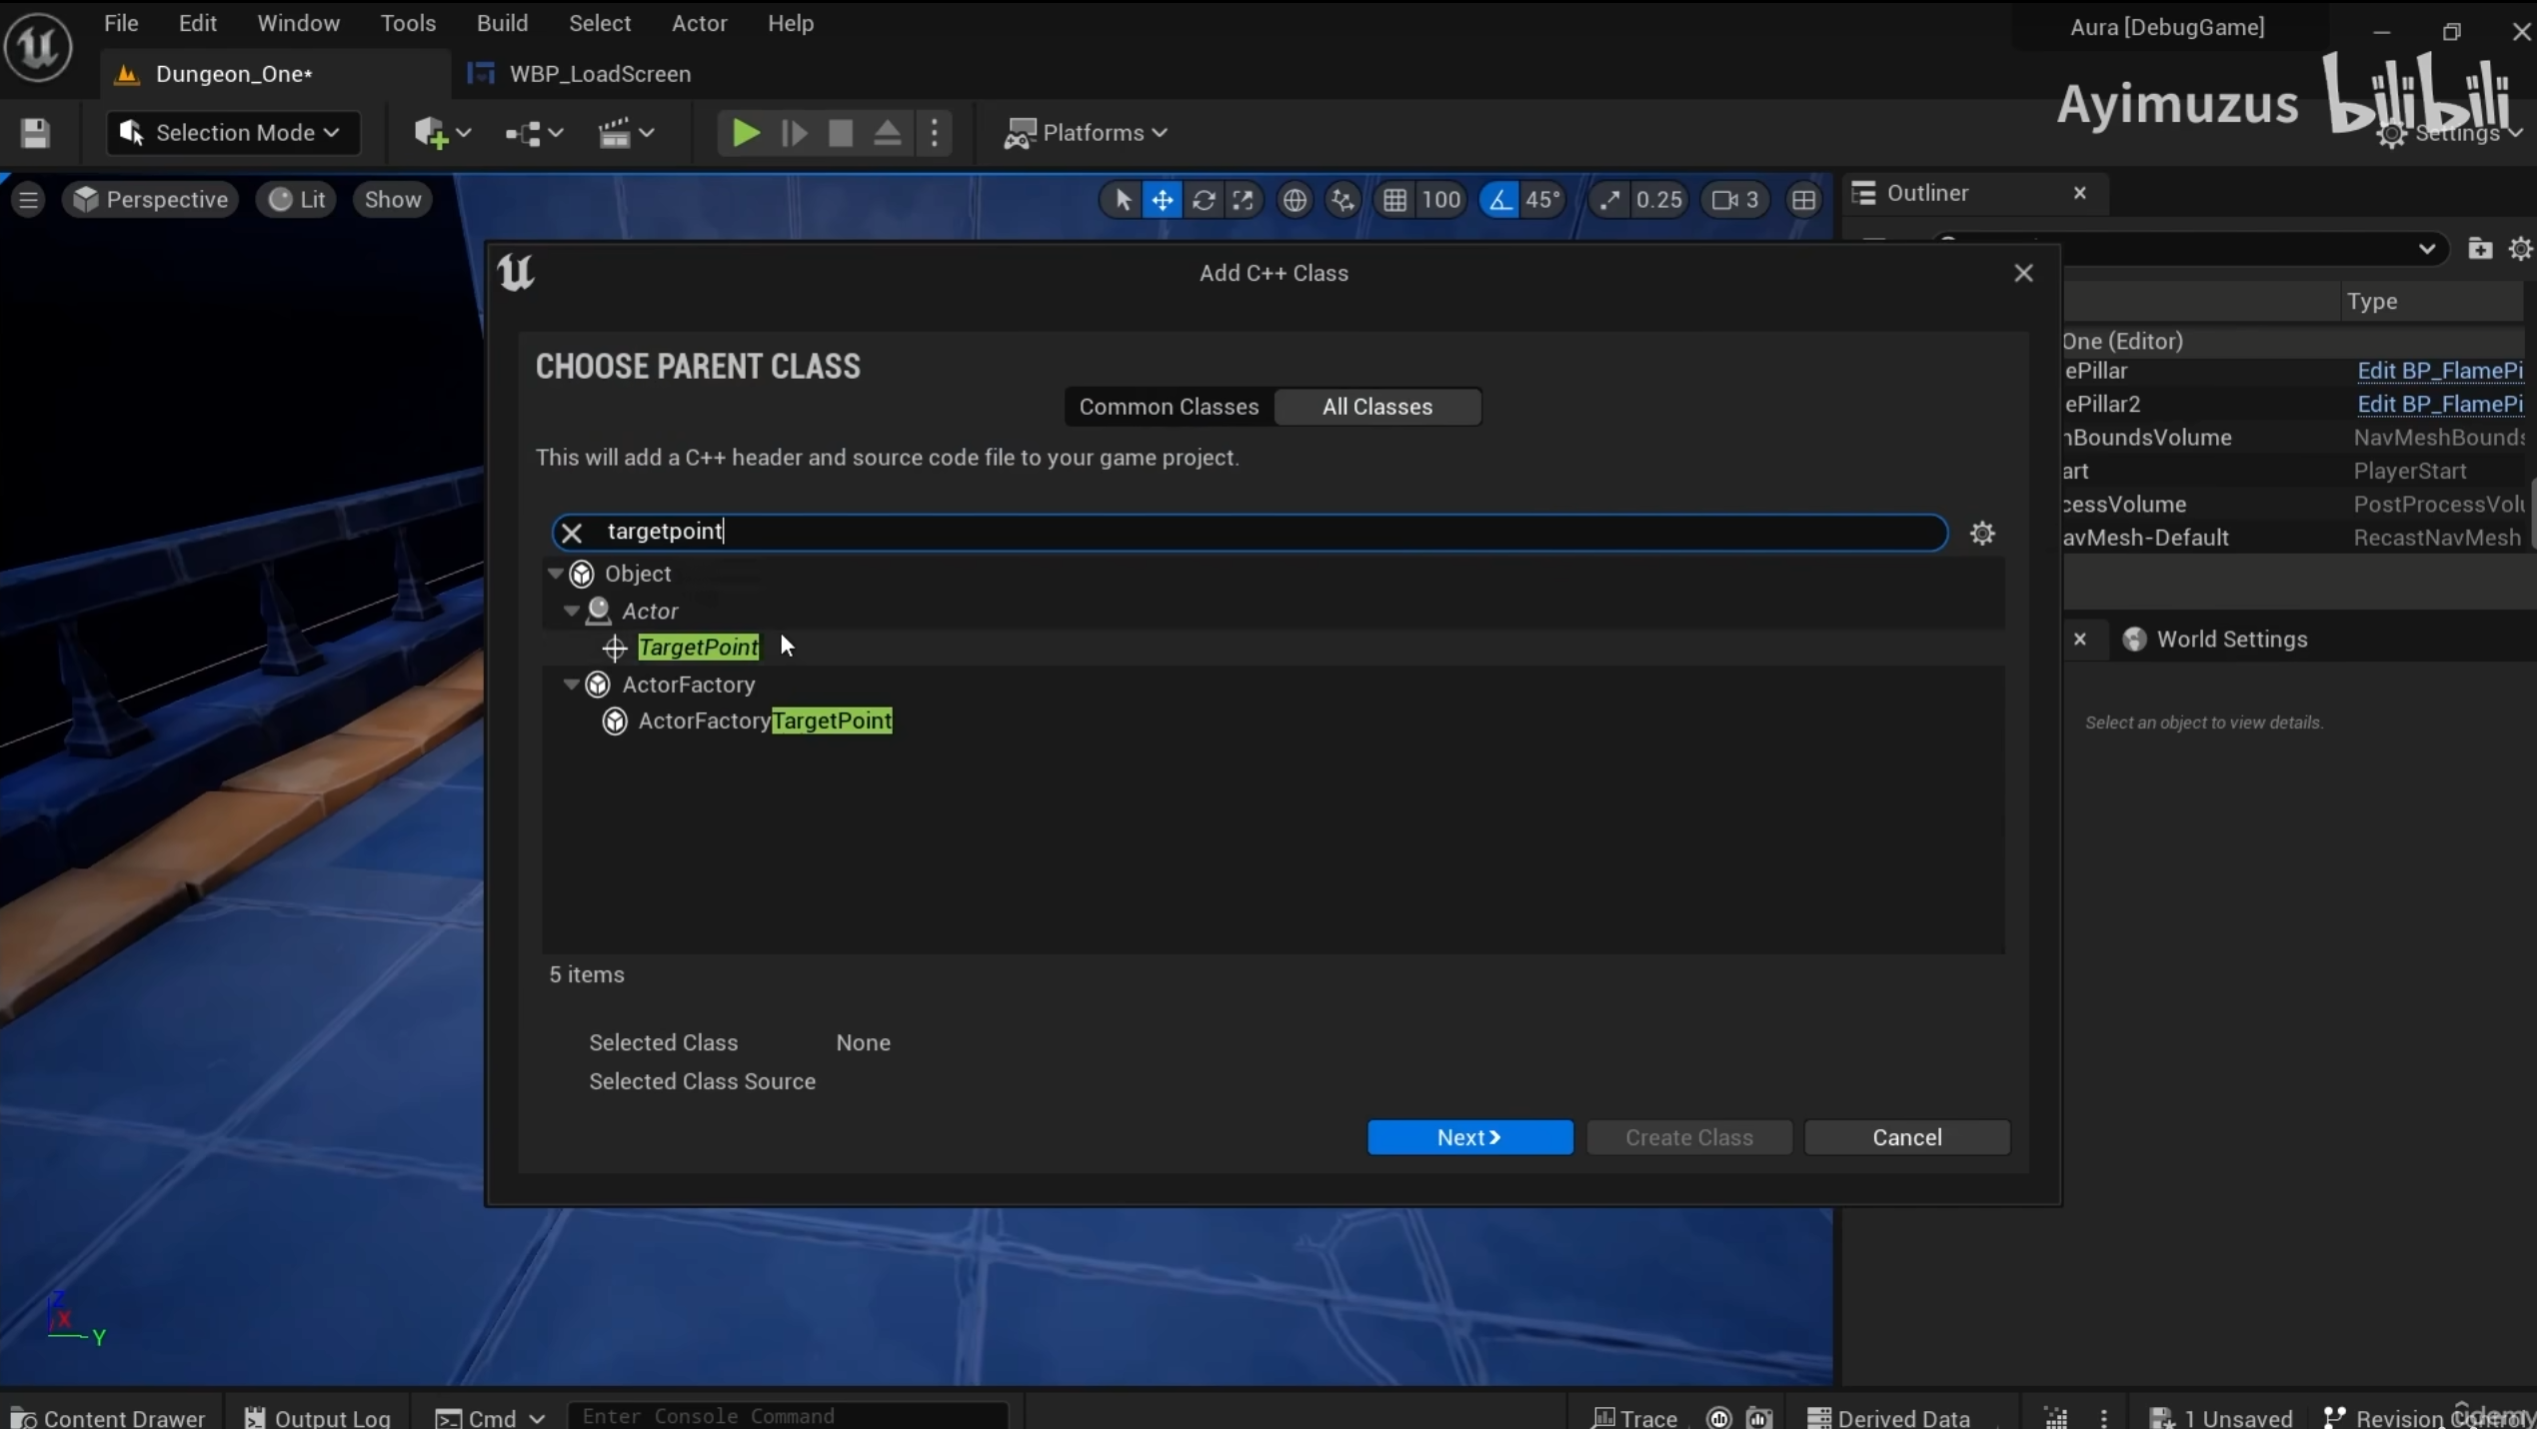 File Edit Window Tools Build Select Actor Help
Aura [DebugGame]
Dungeon_One*
WBP_LoadScreen
Ayimuzus bilibili
Selection Mode
Platforms
Settings
Perspective
Lit
Show
100
45°
0.25
3
Outliner
Add C++ Class
Type
CHOOSE PARENT CLASS
One (Editor)
ePillar
Edit BP_FlamePi
Common Classes
All Classes
ePillar2
Edit BP_FlamePi
BoundsVolume
NavMeshBounds
This will add a C++ header and source code file to your game project.
art
PlayerStart
cessVolume
PostProcessVolu
targetpoint
avMesh-Default
RecastNavMesh
Object
Actor
TargetPoint
World Settings
ActorFactory
ActorFactoryTargetPoint
Select an object to view details.
5 items
Selected Class
None
Selected Class Source
Next
Create Class
Cancel
Z
X
Y
Content Drawer
Output Log
Cmd
Enter Console Command
Trace
Derived Data
1 Unsaved
Revision Control